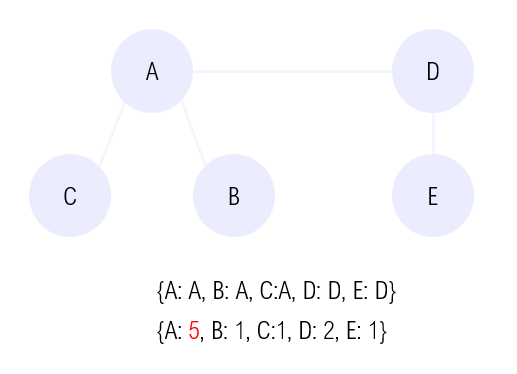 A D
C B E
{A: A, B: A, C:A, D: D, E: D}
{A: 5, B: 1, C:1, D: 2, E: 1}